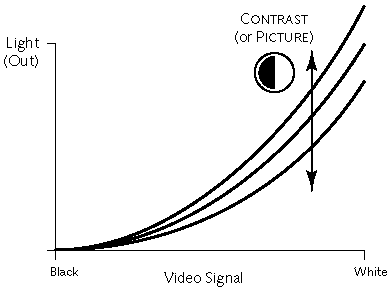 CONTRAST
(or PICTURE)
Light
(Out)
Black
Video Signal
White